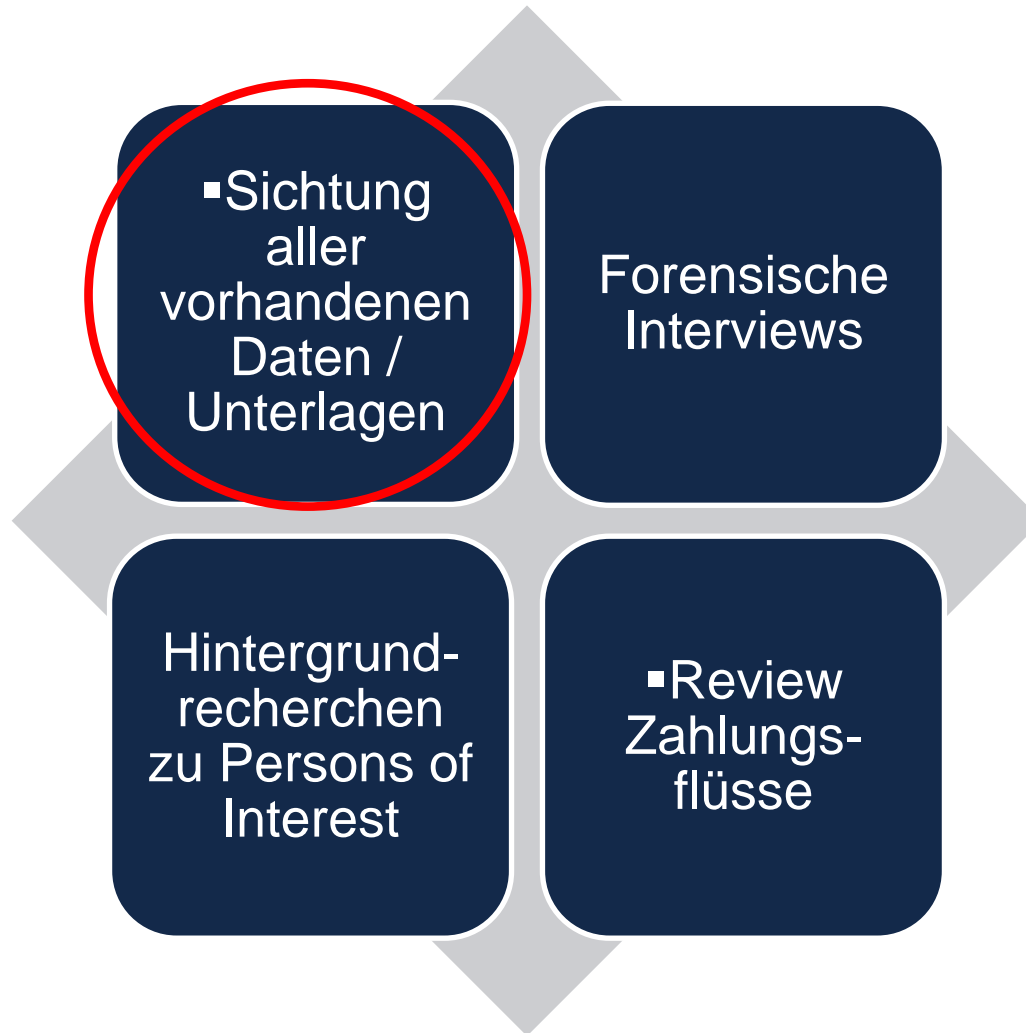 ▪Sichtung
aller
vorhandenen
Daten /
Unterlagen
Forensische
Interviews
Hintergrund-
recherchen
zu Persons of
Interest
▪Review
Zahlungs-
flüsse